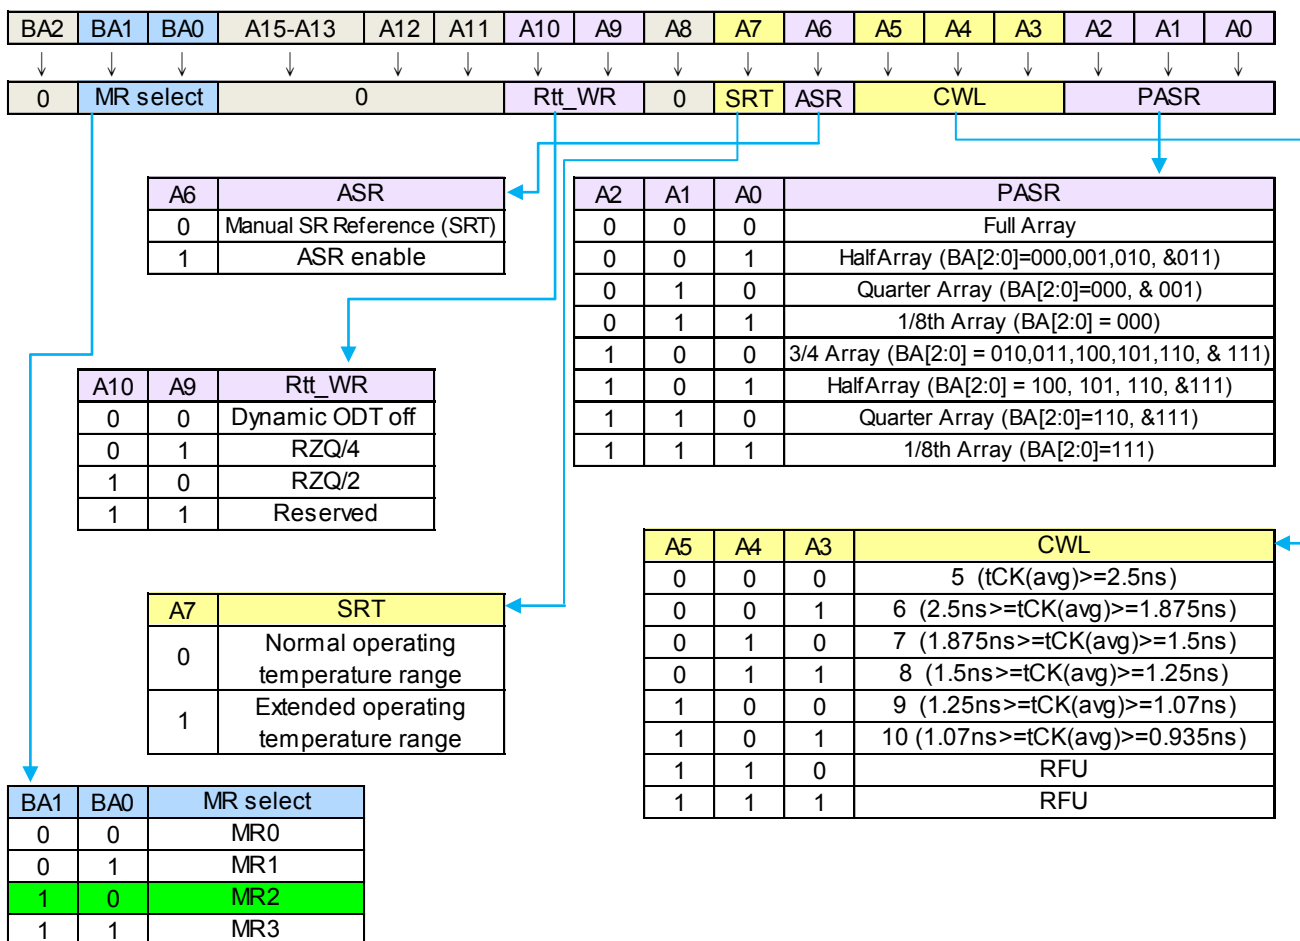 BA2 BA1 BA0 A15-A13 A12 A11 A10 A9 A8 A7 A6 A5 A4 A3 A2 A1 A0
0 MR select 0 Rtt_WR 0 SRT ASR CWL PASR
A6 ASR
0 Manual SR Reference (SRT)
1 ASR enable
A2 A1 A0 PASR
0 0 0 Full Array
0 0 1 HalfArray (BA[2:0]=000,001,010, &011)
0 1 0 Quarter Array (BA[2:0]=000, & 001)
0 1 1 1/8th Array (BA[2:0] = 000)
1 0 0 3/4 Array (BA[2:0] = 010,011,100,101,110, & 111)
1 0 1 HalfArray (BA[2:0] = 100, 101, 110, &111)
1 1 0 Quarter Array (BA[2:0]=110, &111)
1 1 1 1/8th Array (BA[2:0]=111)
A10 A9 Rtt_WR
0 0 Dynamic ODT off
0 1 RZQ/4
1 0 RZQ/2
1 1 Reserved
A5 A4 A3 CWL
0 0 0 5 (tCK(avg)>=2.5ns)
0 0 1 6 (2.5ns>=tCK(avg)>=1.875ns)
0 1 0 7 (1.875ns>=tCK(avg)>=1.5ns)
0 1 1 8 (1.5ns>=tCK(avg)>=1.25ns)
1 0 0 9 (1.25ns>=tCK(avg)>=1.07ns)
1 0 1 10 (1.07ns>=tCK(avg)>=0.935ns)
1 1 0 RFU
1 1 1 RFU
A7 SRT
0 Normal operating
temperature range
1 Extended operating
temperature range
BA1 BA0 MR select
0 0 MR0
0 1 MR1
1 0 MR2
1 1 MR3